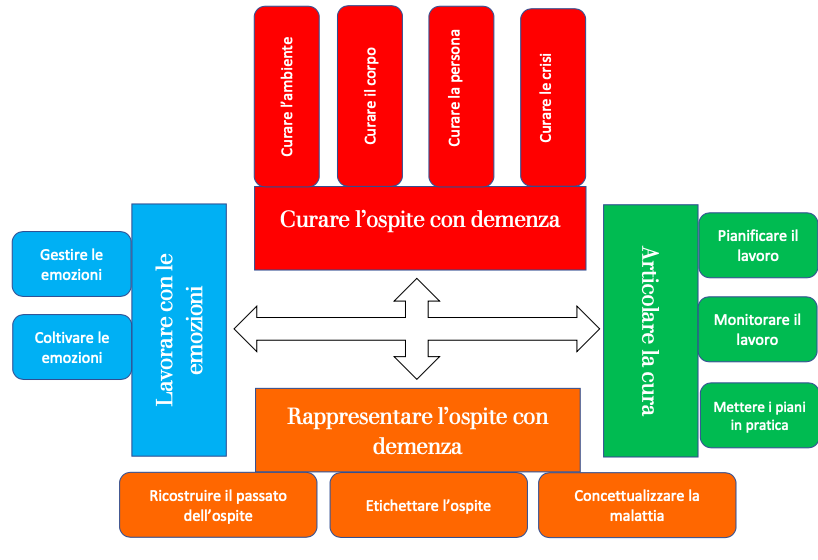 Curare l'ambiente
Curare il corpo
Curare la persona
Curare le crisi
Curare l'ospite con demenza
Lavorare con le
emozioni
Gestire le
emozioni
Coltivare le
emozioni
Articolare la cura
Pianificare il
lavoro
Monitorare il
lavoro
Mettere i piani
in pratica
Rappresentare l'ospite con
demenza
Ricostruire il passato
dell'ospite
Etichettare l'ospite
Concettualizzare la
malattia